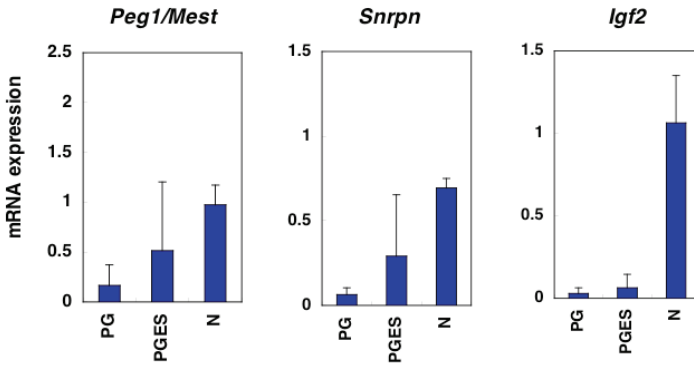 Peg1/Mest
Snrpn
Igf2
mRNA expression
2.5
2
1.5
1
0.5
0
PG
PGES
N
1.5
1
0.5
0
PG
PGES
N
1.5
1
0.5
0
PG
PGES
N